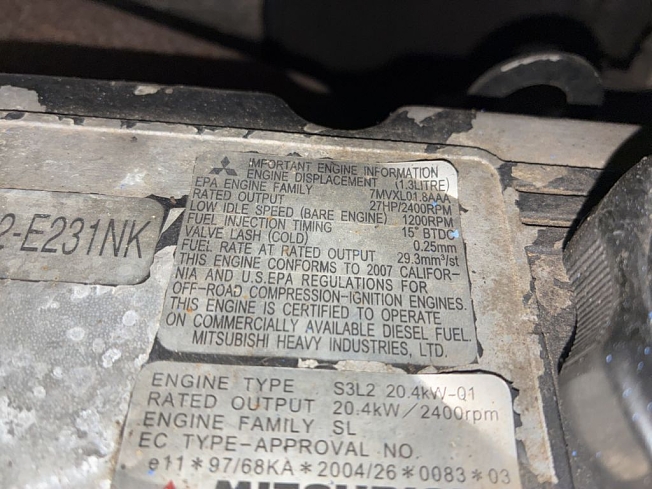 2-E231NK
IMPORTANT ENGINE INFORMATION
ENGINE DISPLACEMENT (1.3LITRE)
EPA ENGINE FAMILY 7MVXL01.8AAA
RATED OUTPUT 27HP/2400RPM
LOW IDLE SPEED (BARE ENGINE) 1200RPM
FUEL INJECTION TIMING 15° BTDC
VALVE LASH (COLD) 0.25mm
FUEL RATE AT RATED OUTPUT 29.3mm³/st
THIS ENGINE CONFORMS TO 2007 CALIFOR-
NIA AND U.S.EPA REGULATIONS FOR
OFF-ROAD COMPRESSION-IGNITION ENGINES.
THIS ENGINE IS CERTIFIED TO OPERATE
ON COMMERCIALLY AVAILABLE DIESEL FUEL.
MITSUBISHI HEAVY INDUSTRIES, LTD.
ENGINE TYPE S3L2 20.4kW-Q1
RATED OUTPUT 20.4kW/2400rpm
ENGINE FAMILY SL
EC TYPE-APPROVAL NO.
e11*97/68KA*2004/26*0083*03